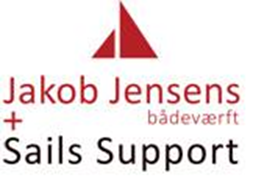 Jakob Jensens
bådeværft
+
Sails Support